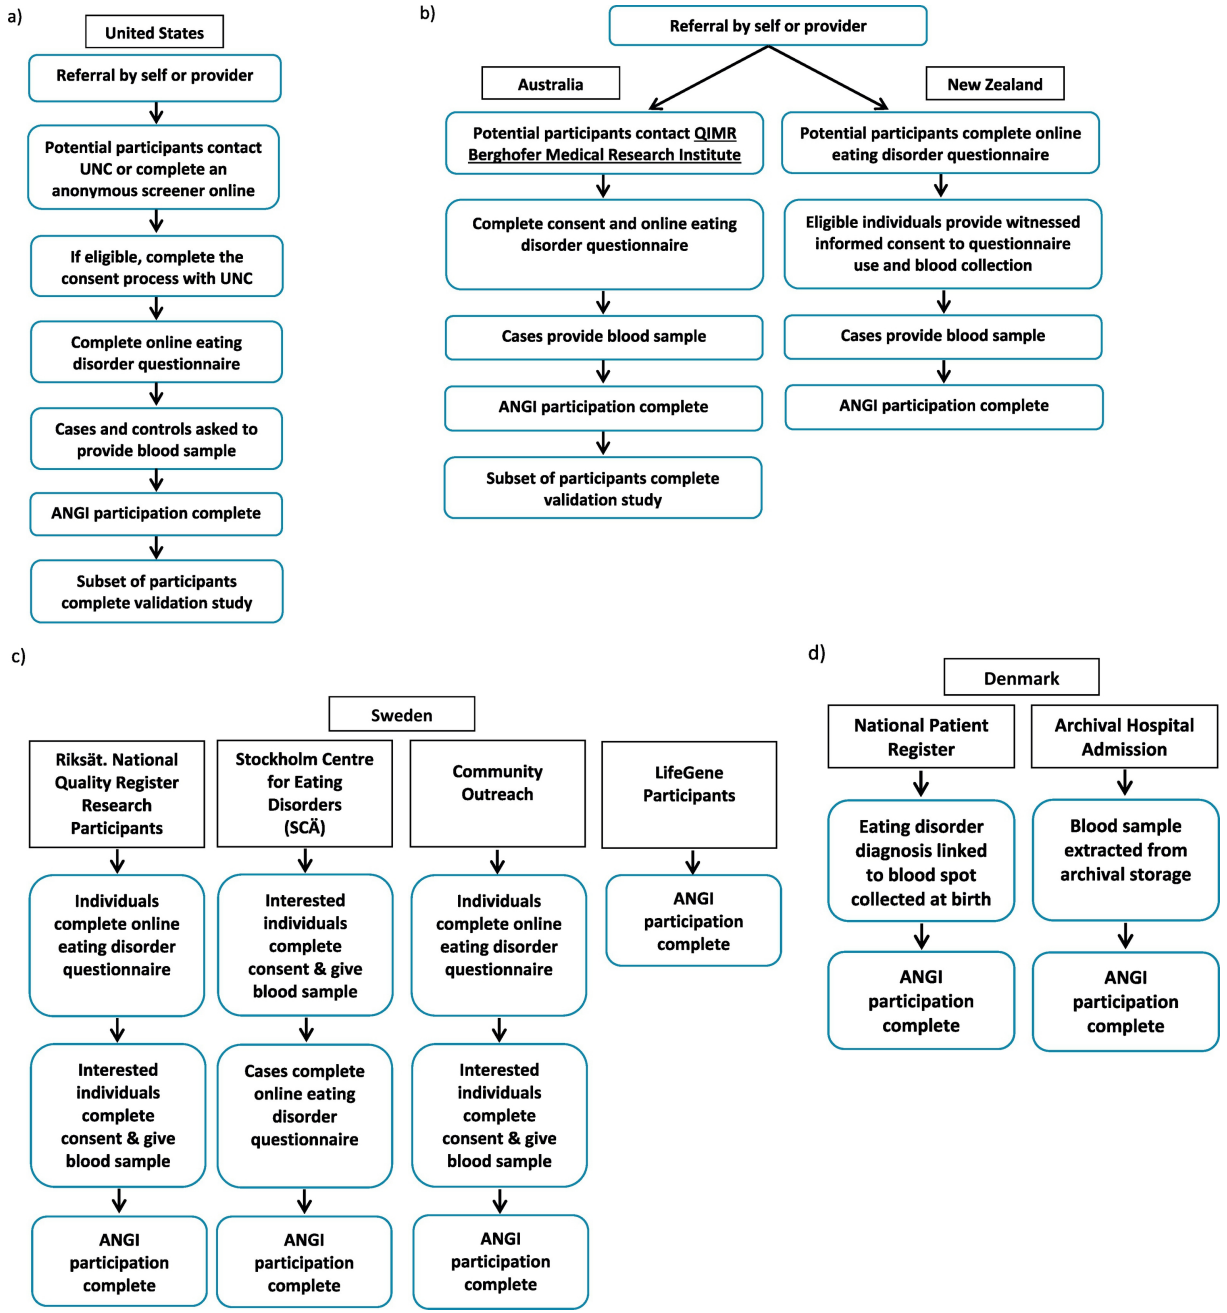 a)
United States
Referral by self or provider
Potential participants contact
UNC or complete an
anonymous screener online
If eligible, complete the
consent process with UNC
Complete online eating
disorder questionnaire
Cases and controls asked to
provide blood sample
ANGI participation complete
Subset of participants
complete validation study
b)
Referral by self or provider
Australia
Potential participants contact QIMR
Berghofer Medical Research Institute
Complete consent and online eating
disorder questionnaire
Cases provide blood sample
ANGI participation complete
Subset of participants complete
validation study
New Zealand
Potential participants complete online
eating disorder questionnaire
Eligible individuals provide witnessed
informed consent to questionnaire
use and blood collection
Cases provide blood sample
ANGI participation complete
c)
Sweden
Riksät. National
Quality Register
Research
Participants
Individuals
complete online
eating disorder
questionnaire
Interested
individuals
complete
consent & give
blood sample
ANGI
participation
complete
Stockholm Centre
for Eating
Disorders
(SCÄ)
Interested
individuals
complete
consent & give
blood sample
Cases complete
online eating
disorder
questionnaire
ANGI
participation
complete
Community
Outreach
Individuals
complete online
eating disorder
questionnaire
Interested
individuals
complete
consent & give
blood sample
ANGI
participation
complete
LifeGene
Participants
ANGI
participation
complete
d)
Denmark
National Patient
Register
Eating disorder
diagnosis linked
to blood spot
collected at birth
ANGI
participation
complete
Archival Hospital
Admission
Blood sample
extracted from
archival storage
ANGI
participation
complete